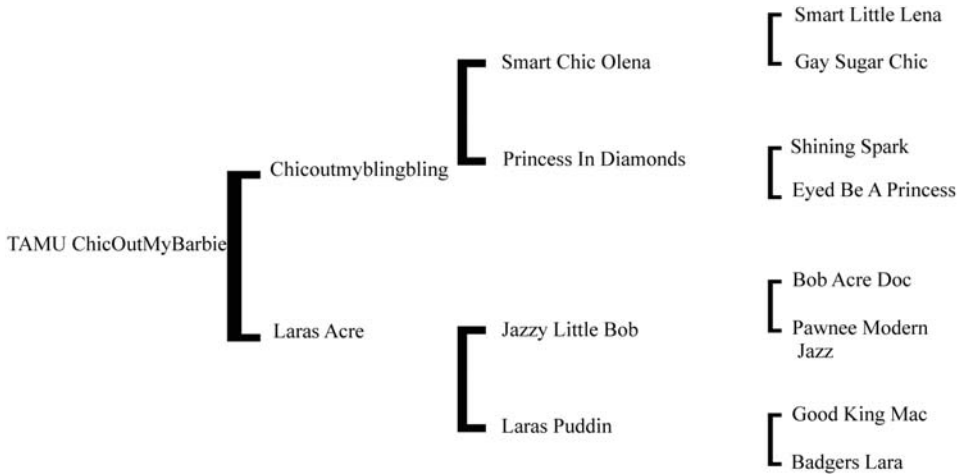 Smart Little Lena
Smart Chic Olena
Gay Sugar Chic
Chicoutmyblingbling
Princess In Diamonds
Shining Spark
Eyed Be A Princess
TAMU ChicOutMyBarbie
Laras Acre
Jazzy Little Bob
Bob Acre Doc
Pawnee Modern
Jazz
Laras Puddin
Good King Mac
Badgers Lara